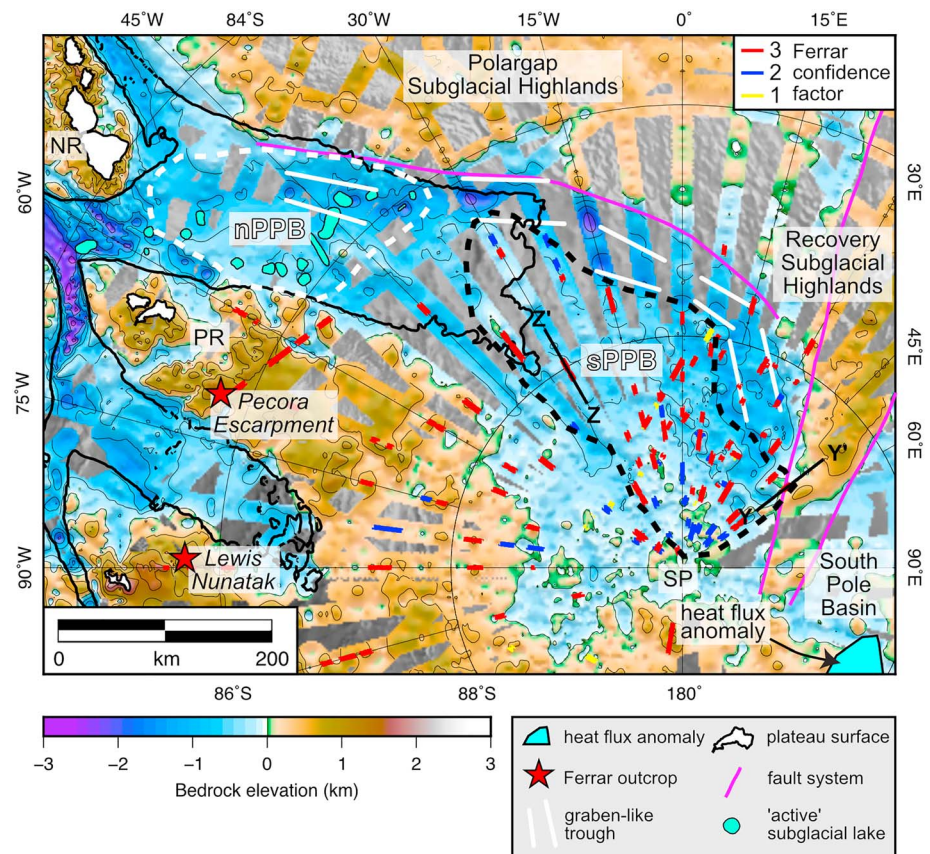 45°W 84°S 30°W 15°W 0° 15°E
Polargap
Subglacial Highlands
3 Ferrar
2 confidence
1 factor
NR
60°W
nPPB
30°E
Recovery
Subglacial
Highlands
Z'
sPPB
PR
45°E
75°W
Pecora
Escarpment
Z
60°E
Y'
Lewis
Nunatak
90°W
SP
South
Pole
Basin
90°E
heat flux
anomaly
0 km 200
86°S 88°S 180°
−3 −2 −1 0 1 2 3
Bedrock elevation (km)
heat flux anomaly
plateau surface
Ferrar outcrop
fault system
graben-like
trough
'active'
subglacial lake